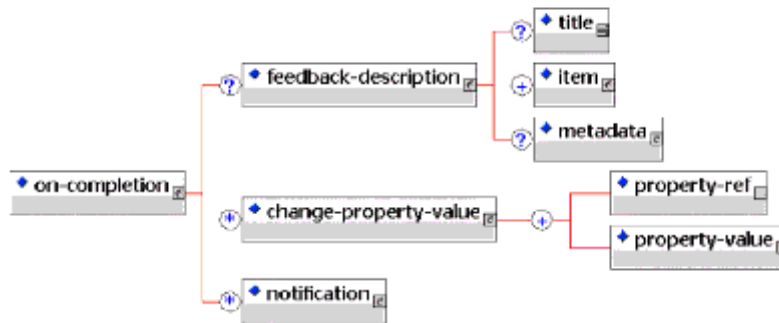 ? title
? feedback-description
+ item
? metadata
on-completion
* change-property-value
+
property-ref
property-value
* notification